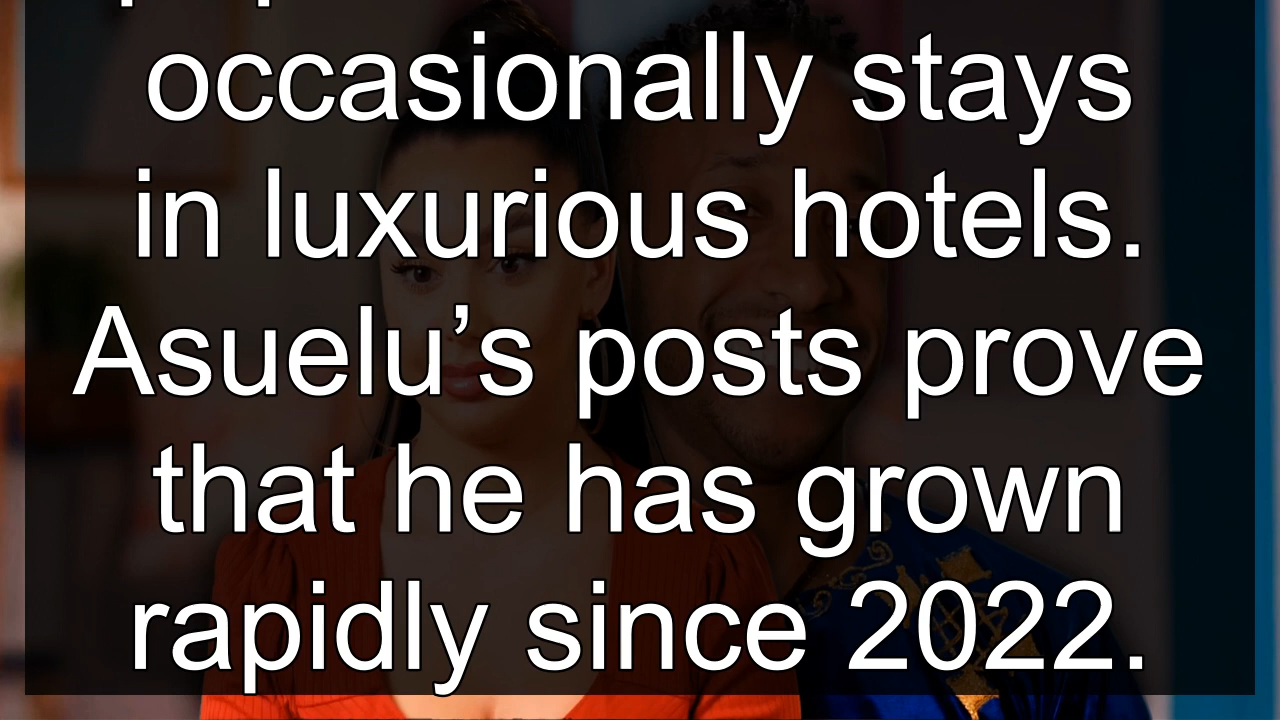 occasionally stays
in luxurious hotels.
Asuelu’s posts prove
that he has grown
rapidly since 2022.